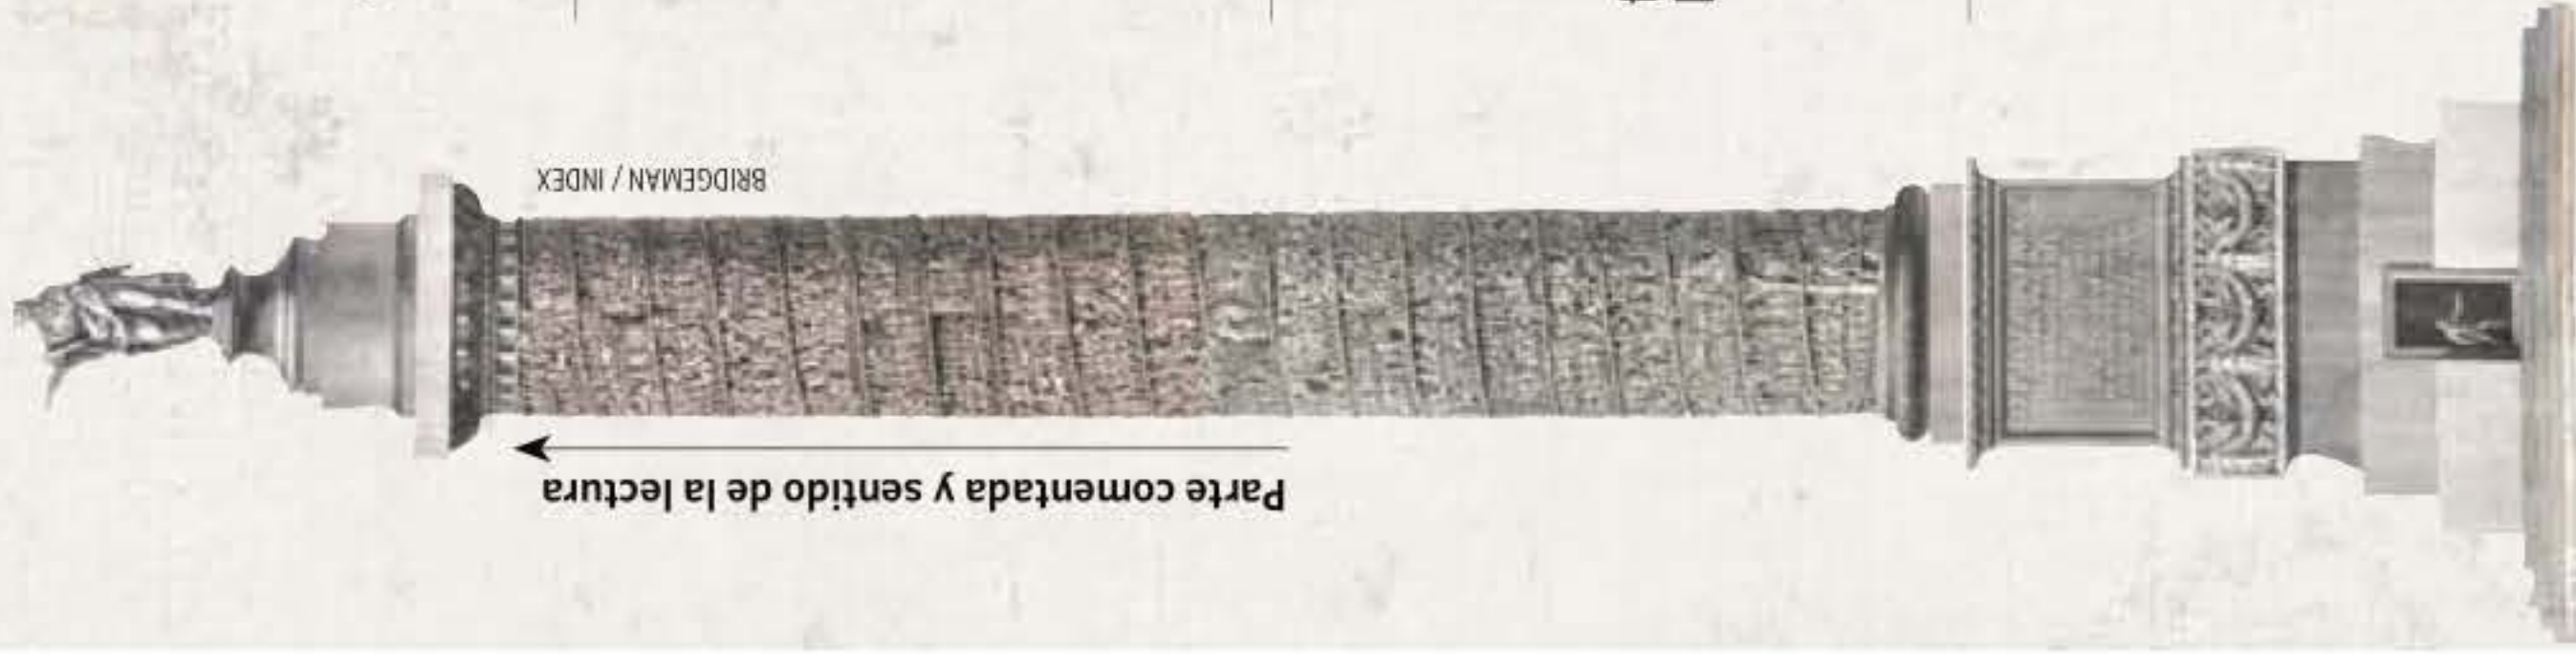 Parte comentada y sentido de la lectura
BRIDGEMAN / INDEX